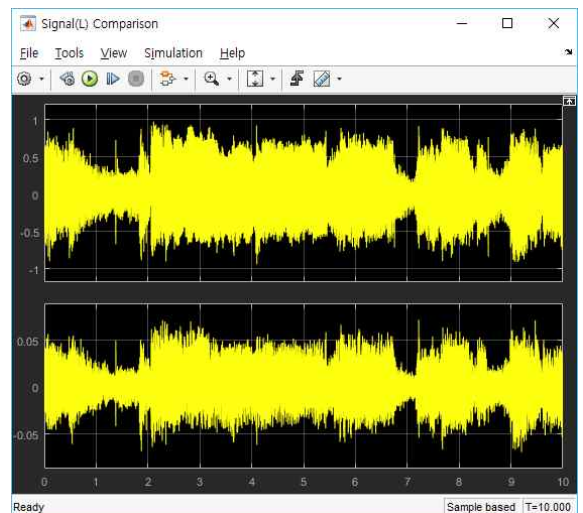 Signal(L) Comparison
File Tools View Simulation Help
1
0.5
0
-0.5
-1
0.05
0
-0.05
0 1 2 3 4 5 6 7 8 9 10
Ready Sample based T=10.000